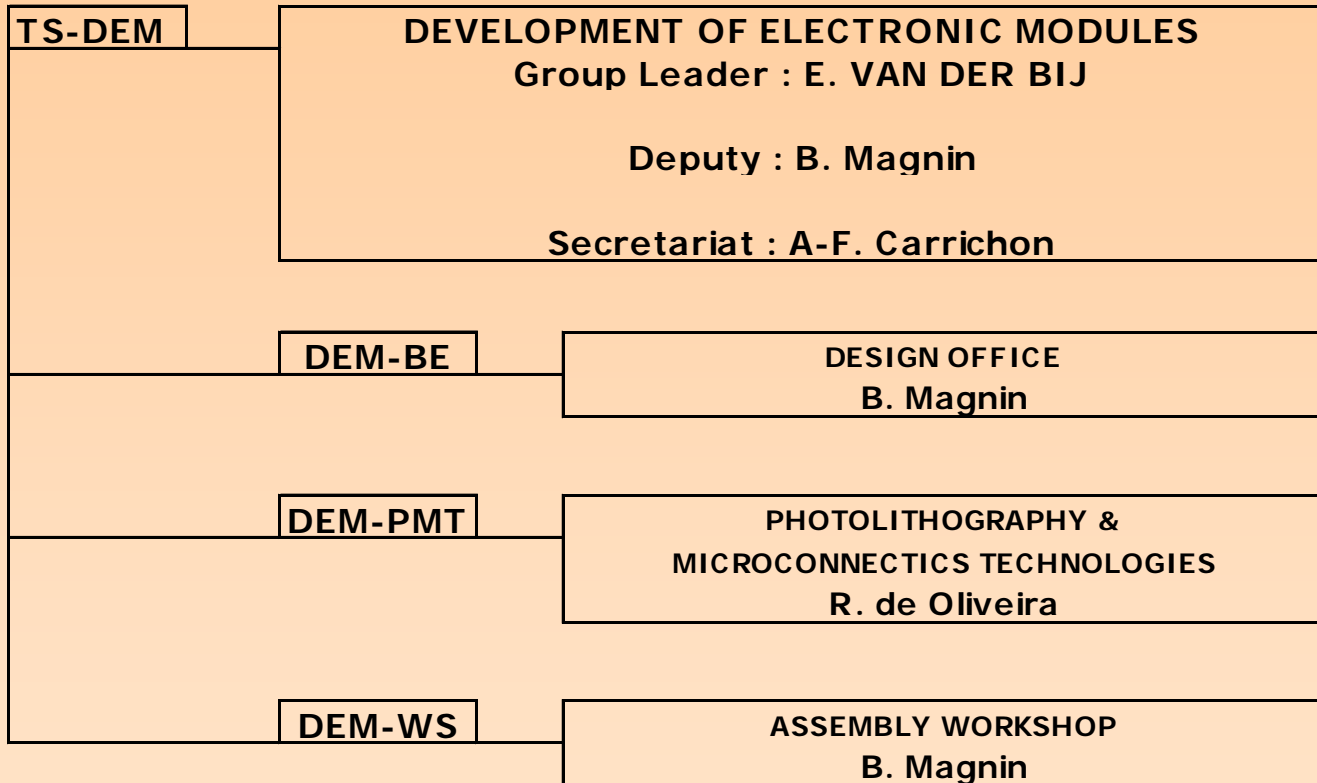 TS-DEM
DEVELOPMENT OF ELECTRONIC MODULES
Group Leader : E. VAN DER BIJ
Deputy : B. Magnin
Secretariat : A-F. Carrichon
DEM-BE
DESIGN OFFICE
B. Magnin
DEM-PMT
PHOTOLITHOGRAPHY &
MICROCONNECTICS TECHNOLOGIES
R. de Oliveira
DEM-WS
ASSEMBLY WORKSHOP
B. Magnin